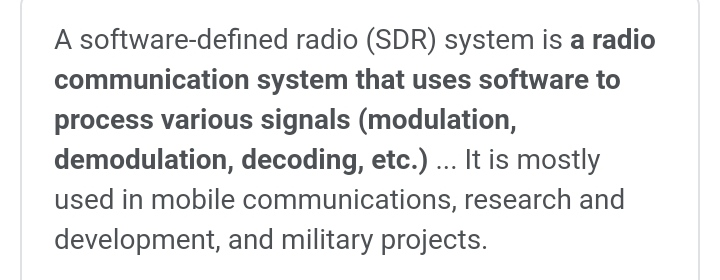 A software-defined radio (SDR) system is a radio
communication system that uses software to
process various signals (modulation,
demodulation, decoding, etc.) ... It is mostly
used in mobile communications, research and
development, and military projects.